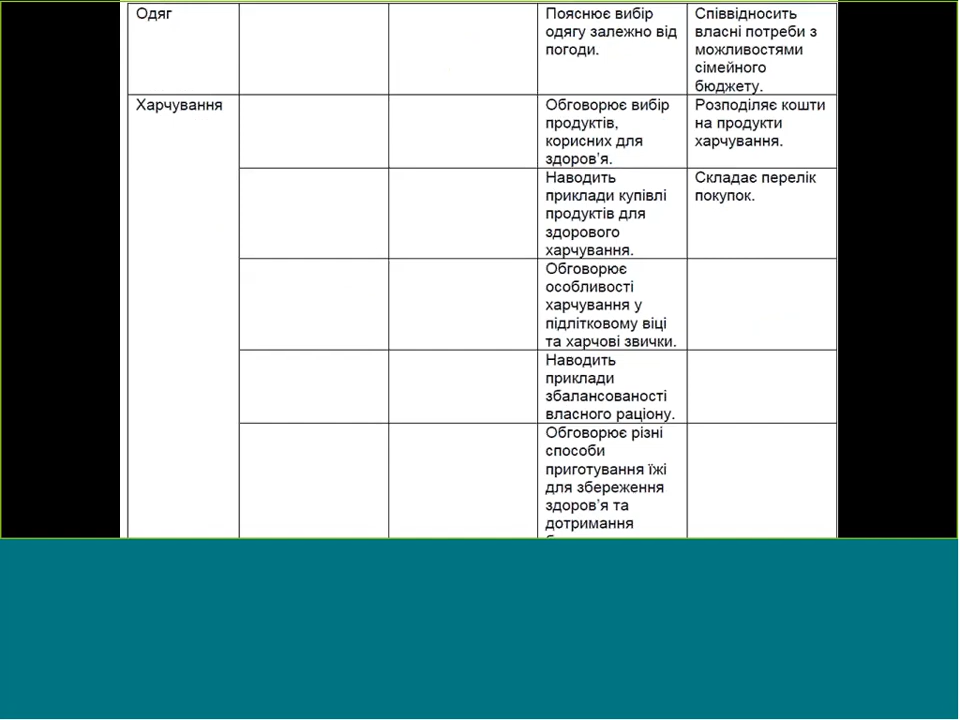 Одяг
Пояснює вибір
одягу залежно від
погоди.
Співвідносить
власні потреби з
можливостями
сімейного
бюджету.
Харчування
Обговорює вибір
продуктів,
корисних для
здоров’я.
Розподіляє кошти
на продукти
харчування.
Наводить
приклади купівлі
продуктів для
здорового
харчування.
Складає перелік
покупок.
Обговорює
особливості
харчування у
підлітковому віці
та харчові звички.
Наводить
приклади
збалансованості
власного раціону.
Обговорює різні
способи
приготування їжі
для збереження
здоров’я та
дотримання